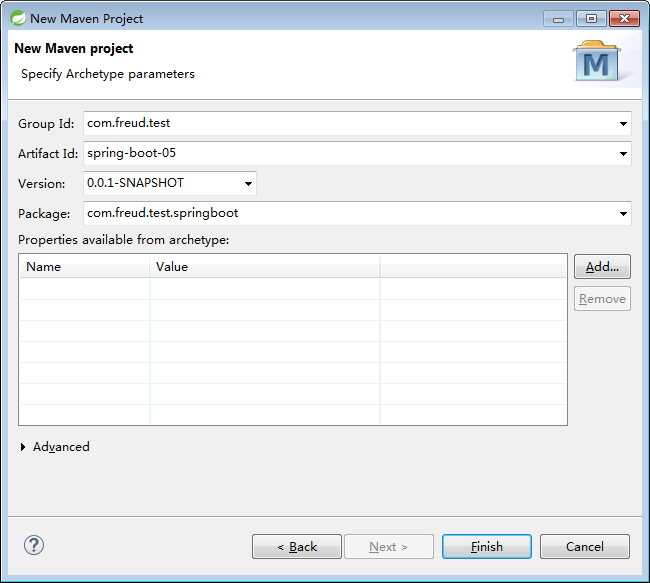 New Maven Project
New Maven project
Specify Archetype parameters
M
Group Id: com.freud.test
Artifact Id: spring-boot-05
Version: 0.0.1-SNAPSHOT
Package: com.freud.test.springboot
Properties available from archetype:
Name Value
Add...
Remove
Advanced
? < Back Next > Finish Cancel